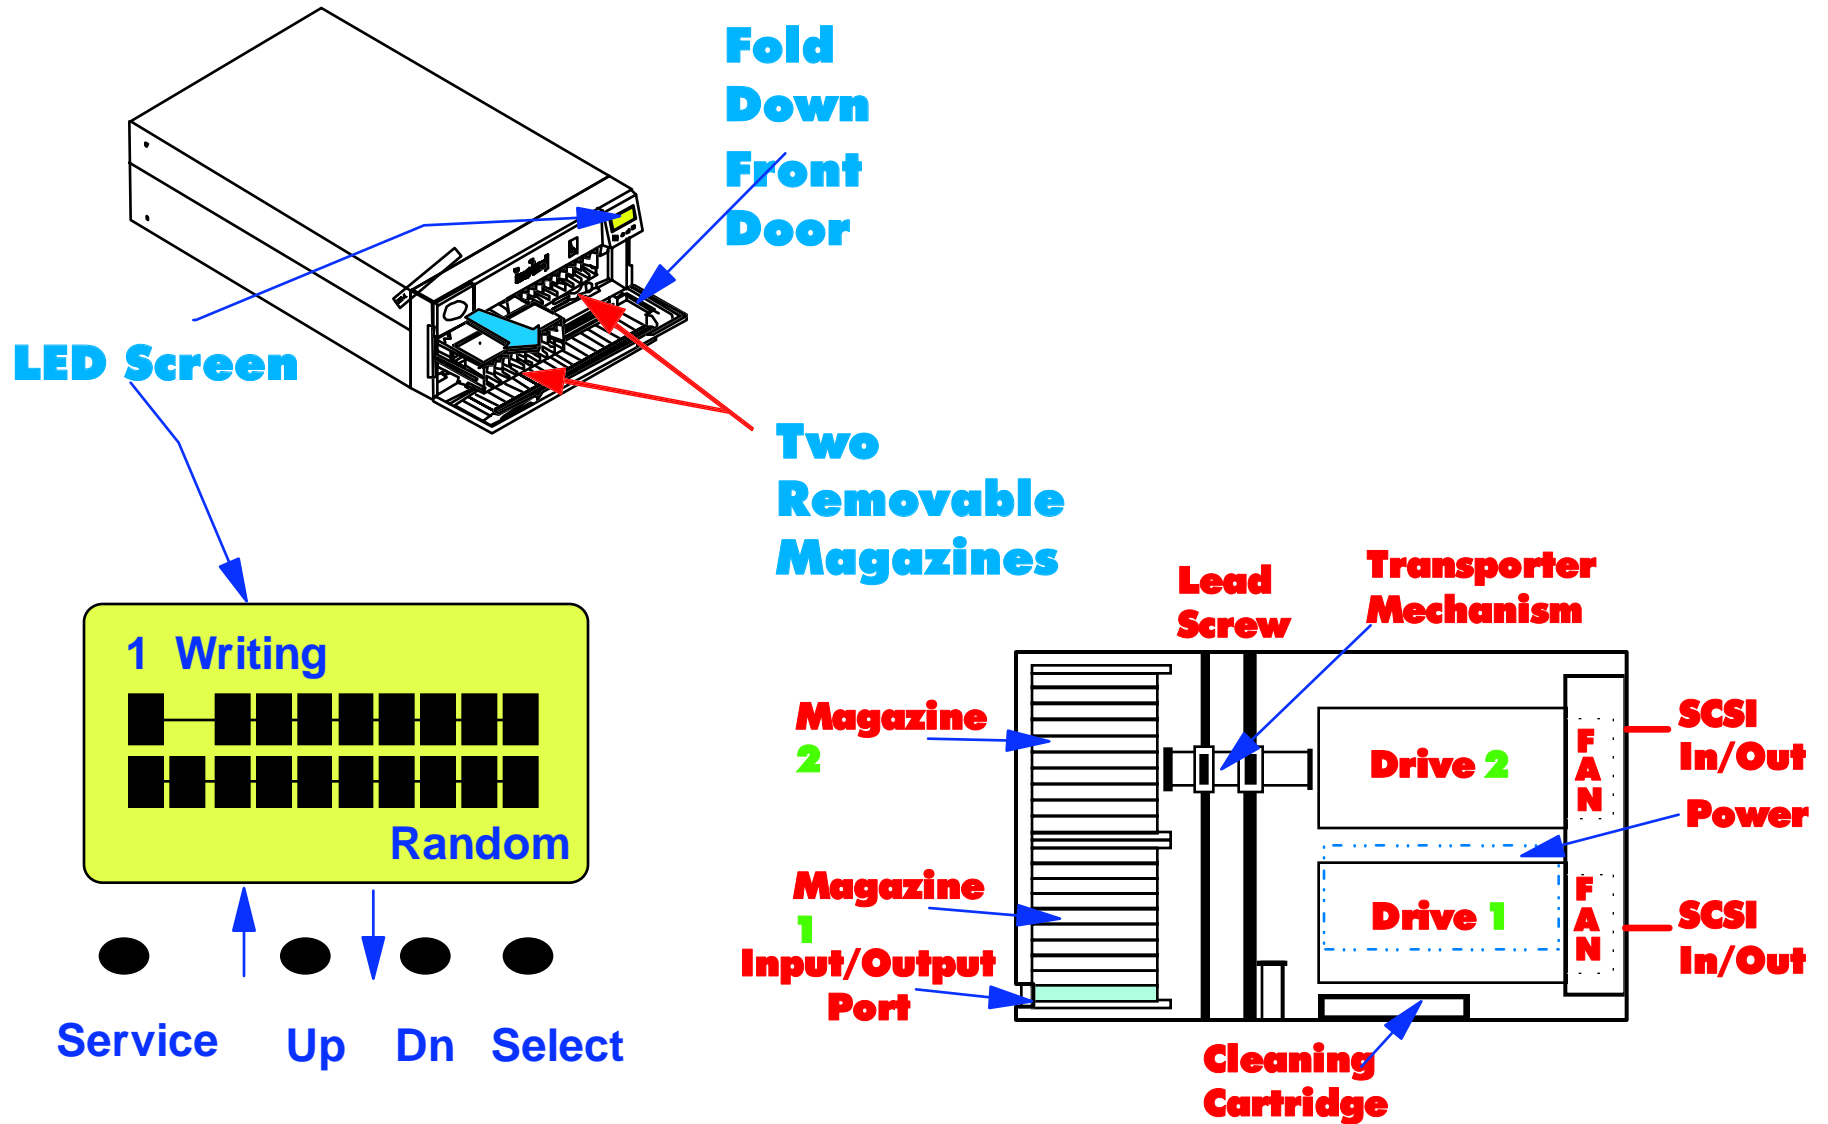 Fold
Down
Front
Door
LED Screen
Two
Removable
Magazines
1 Writing
Random
Service
Up
Dn
Select
Lead
Screw
Transporter
Mechanism
Magazine
2
Magazine
1
Input/Output
Port
Drive 2
Drive 1
FAN
FAN
SCSI
In/Out
Power
SCSI
In/Out
Cleaning
Cartridge